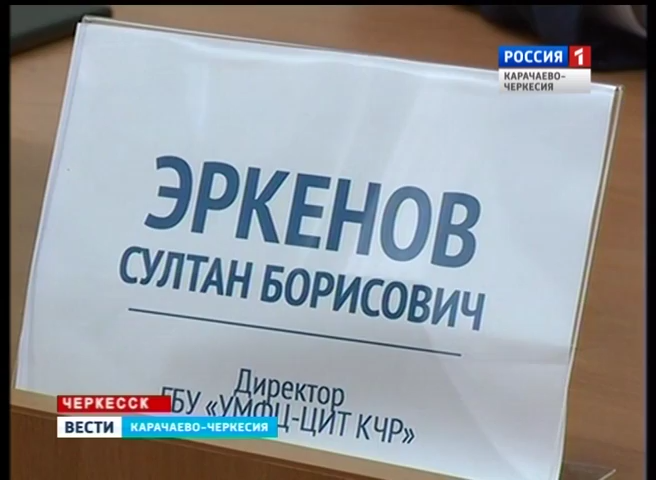 РОССИЯ 1
КАРАЧАЕВО-
ЧЕРКЕСИЯ
ЭРКЕНОВ
СУЛТАН БОРИСОВИЧ
Директор
ГБУ «УМФЦ-ЦИТ КЧР»
ЧЕРКЕССК
ВЕСТИ КАРАЧАЕВО-ЧЕРКЕСИЯ